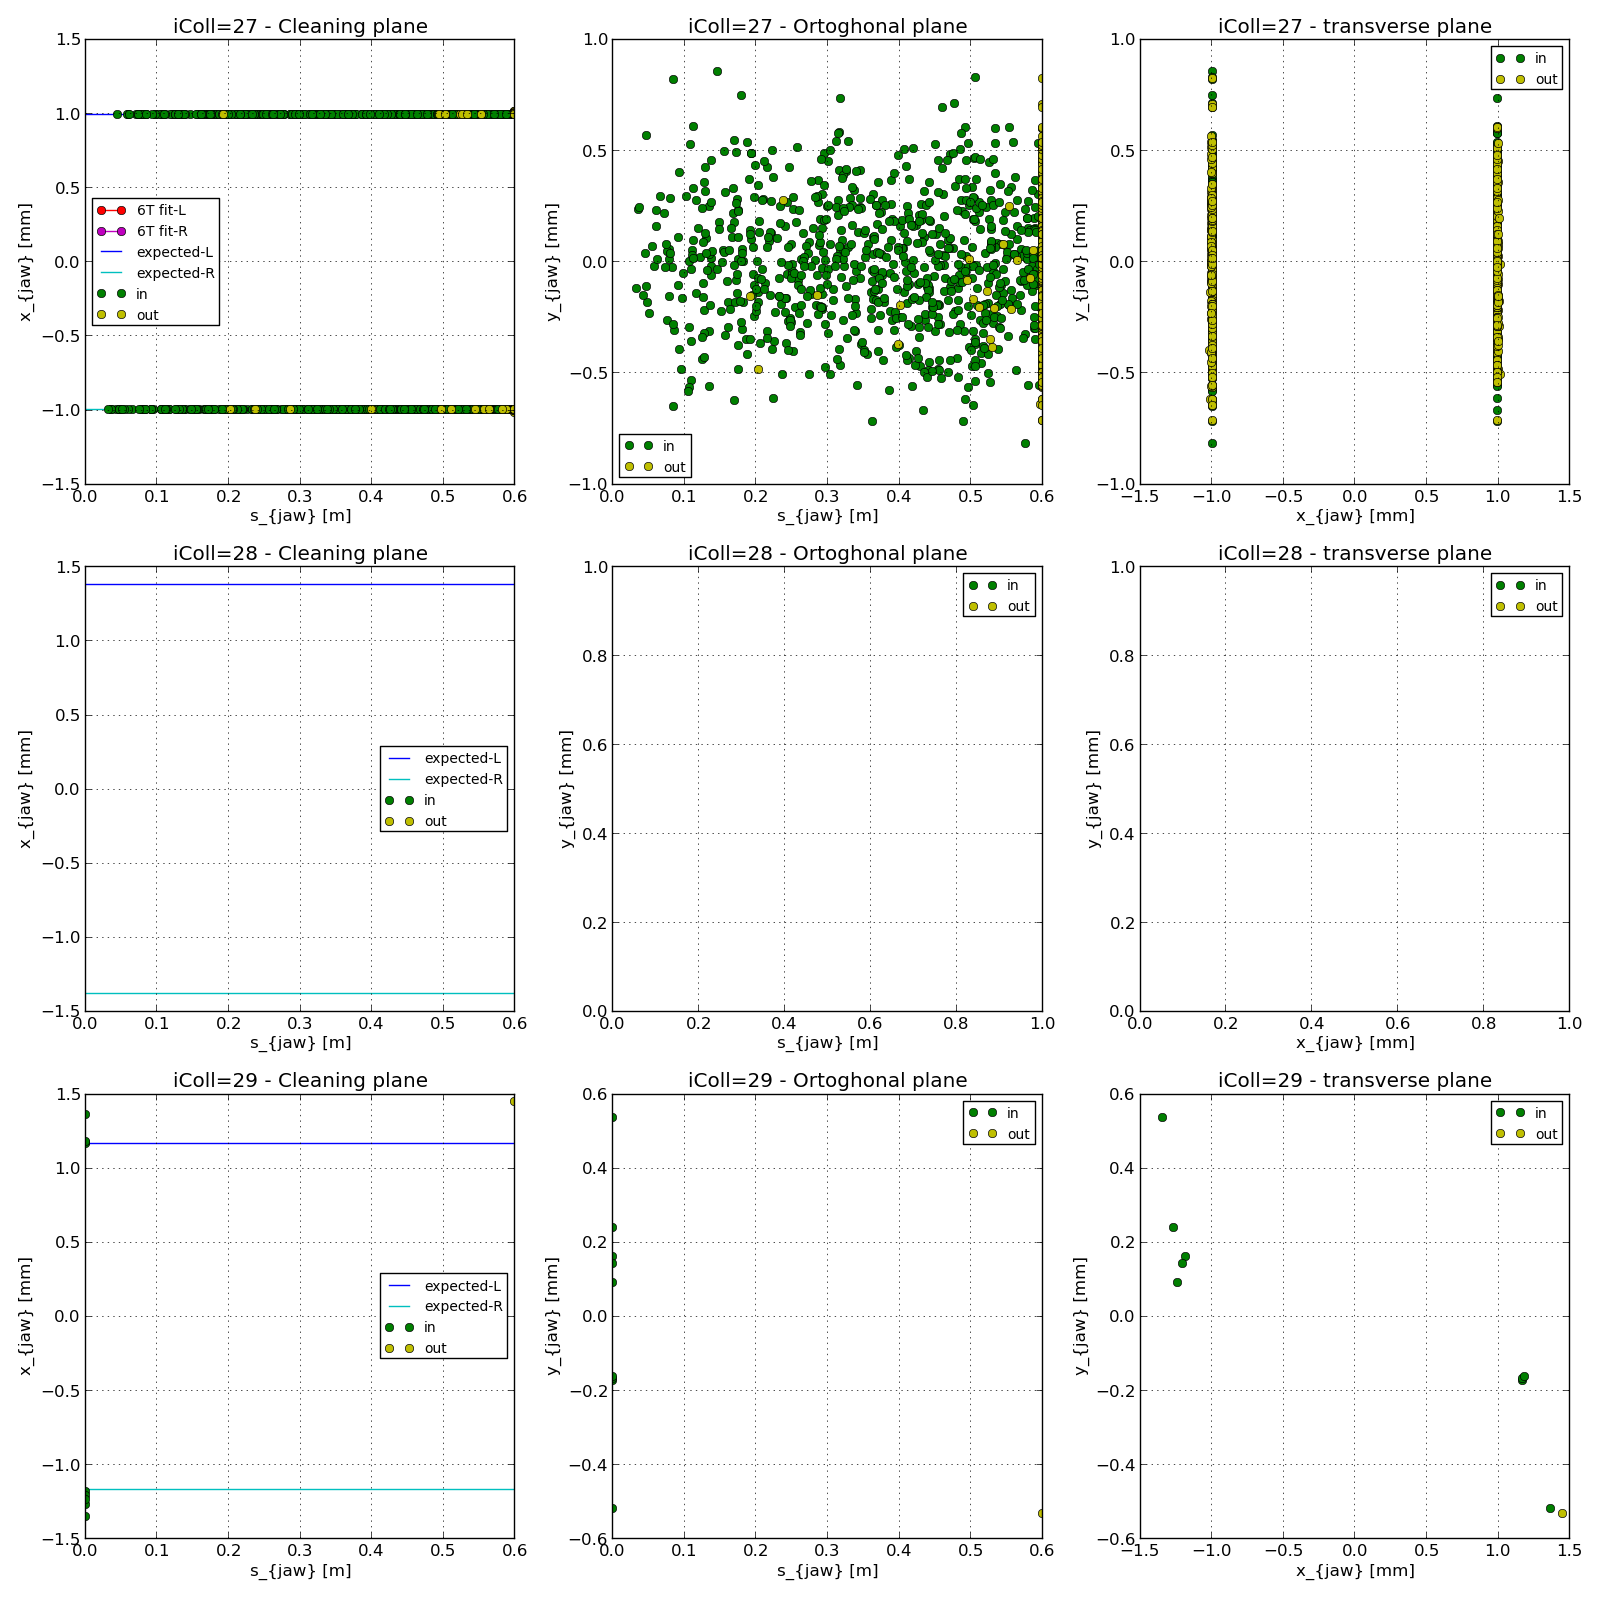 iColl=27 - Cleaning plane
1.5
1.0
0.5
0.0
−0.5
−1.0
−1.5
x_{jaw} [mm]
6T fit-L
6T fit-R
expected-L
expected-R
in
out
0.0 0.1 0.2 0.3 0.4 0.5 0.6
s_{jaw} [m]
iColl=27 - Ortoghonal plane
1.0
0.5
0.0
−0.5
−1.0
y_{jaw} [mm]
in
out
0.0 0.1 0.2 0.3 0.4 0.5 0.6
s_{jaw} [m]
iColl=27 - transverse plane
1.0
0.5
0.0
−0.5
−1.0
y_{jaw} [mm]
in
out
−1.5 −1.0 −0.5 0.0 0.5 1.0 1.5
x_{jaw} [mm]
iColl=28 - Cleaning plane
1.5
1.0
0.5
0.0
−0.5
−1.0
−1.5
x_{jaw} [mm]
expected-L
expected-R
in
out
0.0 0.1 0.2 0.3 0.4 0.5 0.6
s_{jaw} [m]
iColl=28 - Ortoghonal plane
1.0
0.8
0.6
0.4
0.2
0.0
y_{jaw} [mm]
in
out
0.0 0.2 0.4 0.6 0.8 1.0
s_{jaw} [m]
iColl=28 - transverse plane
1.0
0.8
0.6
0.4
0.2
0.0
y_{jaw} [mm]
in
out
0.0 0.2 0.4 0.6 0.8 1.0
x_{jaw} [mm]
iColl=29 - Cleaning plane
1.5
1.0
0.5
0.0
−0.5
−1.0
−1.5
x_{jaw} [mm]
expected-L
expected-R
in
out
0.0 0.1 0.2 0.3 0.4 0.5 0.6
s_{jaw} [m]
iColl=29 - Ortoghonal plane
0.6
0.4
0.2
0.0
−0.2
−0.4
−0.6
y_{jaw} [mm]
in
out
0.0 0.1 0.2 0.3 0.4 0.5 0.6
s_{jaw} [m]
iColl=29 - transverse plane
0.6
0.4
0.2
0.0
−0.2
−0.4
−0.6
y_{jaw} [mm]
in
out
−1.5 −1.0 −0.5 0.0 0.5 1.0 1.5
x_{jaw} [mm]